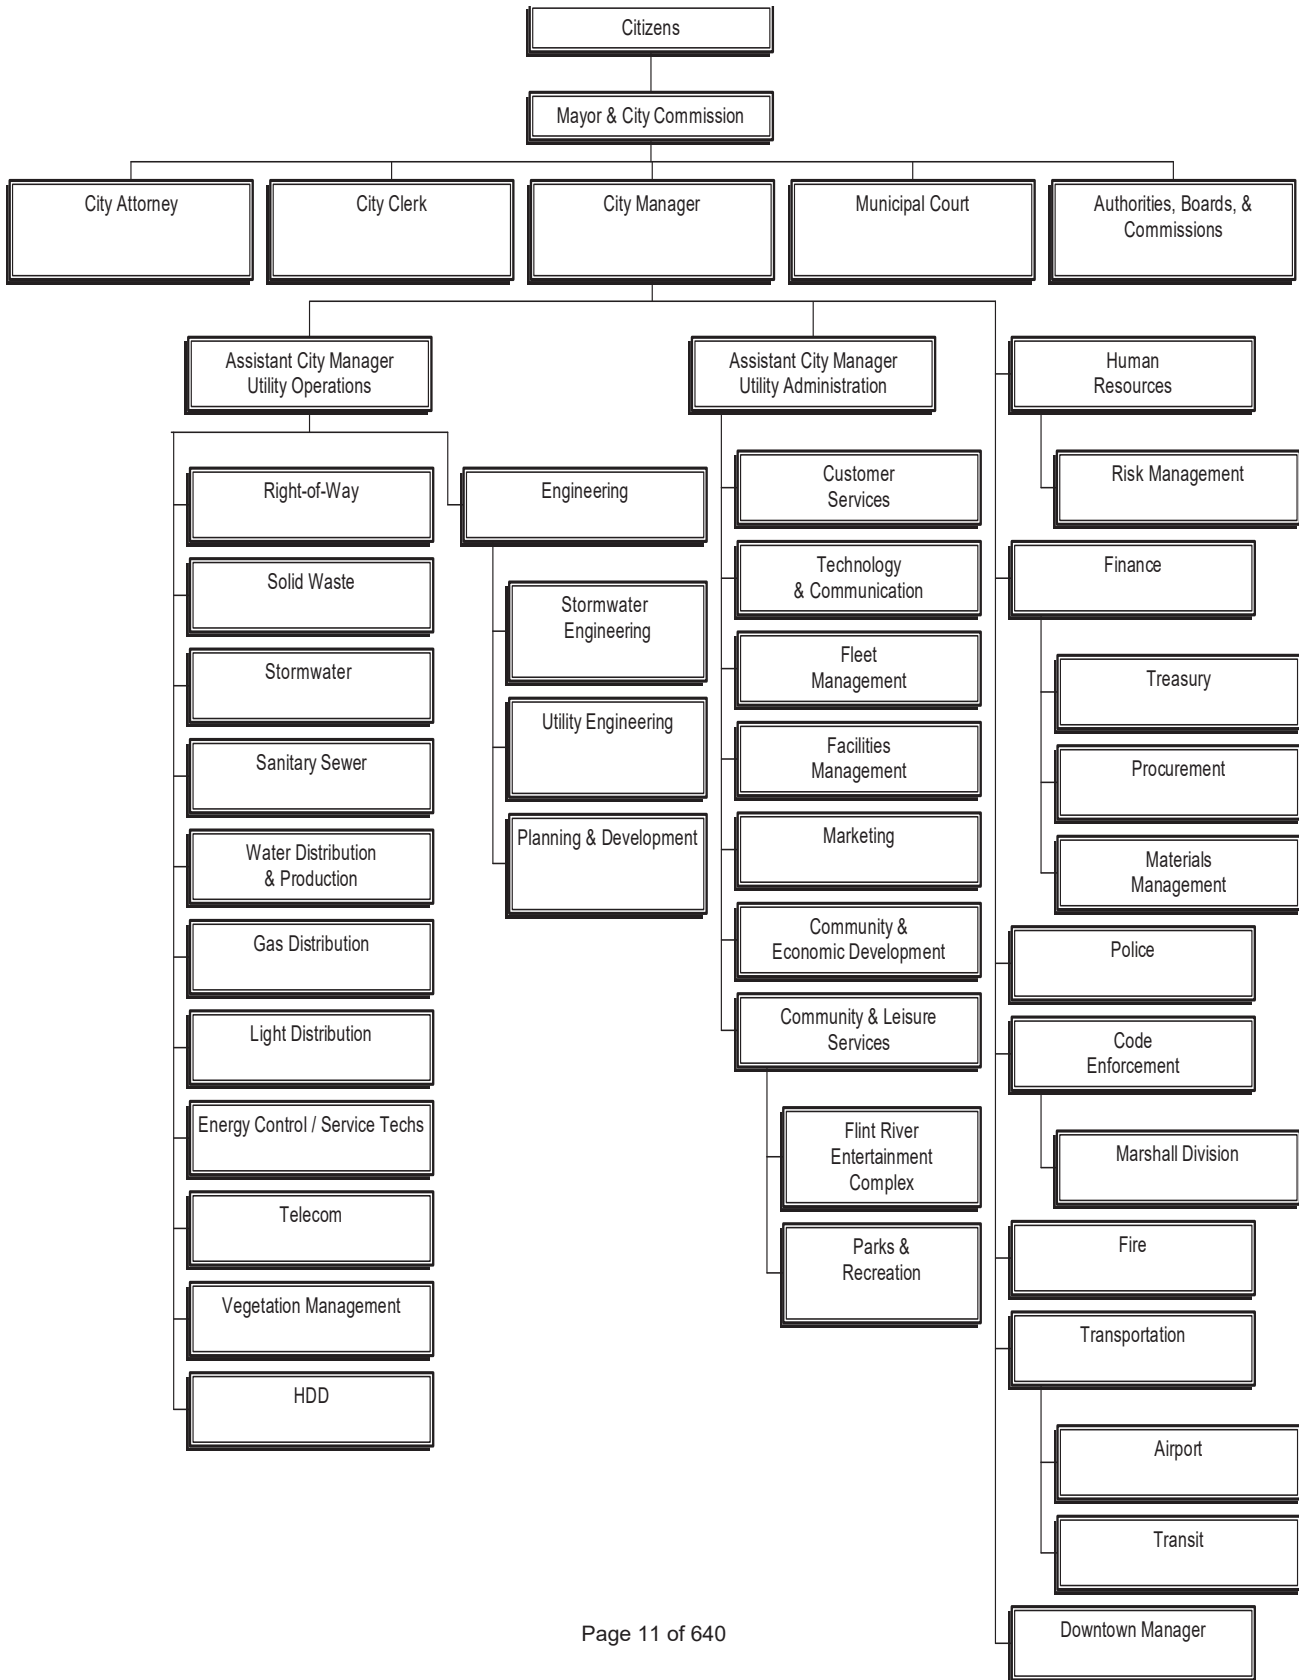 Citizens
Mayor & City Commission
City Attorney
City Clerk
City Manager
Municipal Court
Authorities, Boards, &
Commissions
Assistant City Manager
Utility Operations
Right-of-Way
Solid Waste
Stormwater
Sanitary Sewer
Water Distribution
& Production
Gas Distribution
Light Distribution
Energy Control / Service Techs
Telecom
Vegetation Management
HDD
Engineering
Stormwater
Engineering
Utility Engineering
Planning & Development
Assistant City Manager
Utility Administration
Customer
Services
Technology
& Communication
Fleet
Management
Facilities
Management
Marketing
Community &
Economic Development
Community & Leisure
Services
Flint River
Entertainment
Complex
Parks &
Recreation
Human
Resources
Risk Management
Finance
Treasury
Procurement
Materials
Management
Police
Code
Enforcement
Marshall Division
Fire
Transportation
Airport
Transit
Downtown Manager
Page 11 of 640